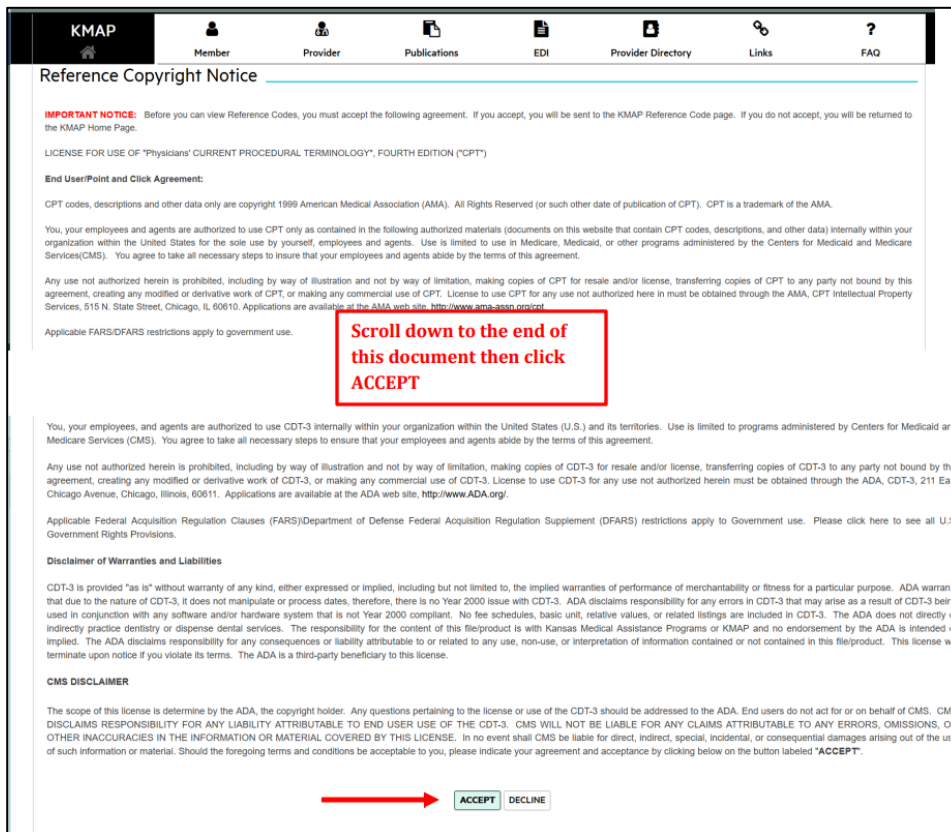 KMAP
Member Provider Publications EDI Provider Directory Links FAQ
Reference Copyright Notice
IMPORTANT NOTICE: Before you can view Reference Codes, you must accept the following agreement. If you accept, you will be sent to the KMAP Reference Code page. If you do not accept, you will be returned to
the KMAP Home Page.
LICENSE FOR USE OF "Physicians' CURRENT PROCEDURAL TERMINOLOGY", FOURTH EDITION ("CPT")
End User/Point and Click Agreement:
CPT codes, descriptions and other data only are copyright 1999 American Medical Association (AMA). All Rights Reserved (or such other date of publication of CPT). CPT is a trademark of the AMA.
You, your employees and agents are authorized to use CPT only as contained in the following authorized materials (documents on this website that contain CPT codes, descriptions, and other data) internally within your
organization within the United States for the sole use by yourself, employees and agents. Use is limited to use in Medicare, Medicaid, or other programs administered by the Centers for Medicaid and Medicare
Services(CMS). You agree to take all necessary steps to insure that your employees and agents abide by the terms of this agreement.
Any use not authorized herein is prohibited, including by way of illustration and not by way of limitation, making copies of CPT for resale and/or license, transferring copies of CPT to any party not bound by this
agreement, creating any modified or derivative work of CPT, or making any commercial use of CPT. License to use CPT for any use not authorized here in must be obtained through the AMA, CPT Intellectual Property
Services, 515 N. State Street, Chicago, IL 60610. Applications are available at the AMA web site, http://www.ama-assn.org/cpt.
Applicable FARS/DFARS restrictions apply to government use.
Scroll down to the end of
this document then click
ACCEPT
You, your employees, and agents are authorized to use CDT-3 internally within your organization within the United States (U.S.) and its territories. Use is limited to programs administered by Centers for Medicaid an
Medicare Services (CMS). You agree to take all necessary steps to ensure that your employees and agents abide by the terms of this agreement.
Any use not authorized herein is prohibited, including by way of illustration and not by way of limitation, making copies of CDT-3 for resale and/or license, transferring copies of CDT-3 to any party not bound by th
agreement, creating any modified or derivative work of CDT-3, or making any commercial use of CDT-3. License to use CDT-3 for any use not authorized herein must be obtained through the ADA, CDT-3, 211 Ea
Chicago Avenue, Chicago, Illinois, 60611. Applications are available at the ADA web site, http://www.ADA.org/.
Applicable Federal Acquisition Regulation Clauses (FARS)\Department of Defense Federal Acquisition Regulation Supplement (DFARS) restrictions apply to Government use. Please click here to see all U.S
Government Rights Provisions.
Disclaimer of Warranties and Liabilities
CDT-3 is provided "as is" without warranty of any kind, either expressed or implied, including but not limited to, the implied warranties of performance of merchantability or fitness for a particular purpose. ADA warran
that due to the nature of CDT-3, it does not manipulate or process dates, therefore, there is no Year 2000 issue with CDT-3. ADA disclaims responsibility for any errors in CDT-3 that may arise as a result of CDT-3 bein
used in conjunction with any software and/or hardware system that is not Year 2000 compliant. No fee schedules, basic unit, relative values, or related listings are included in CDT-3. The ADA does not directly o
indirectly practice dentistry or dispense dental services. The responsibility for the content of this file/product is with Kansas Medical Assistance Programs or KMAP and no endorsement by the ADA is intended o
implied. The ADA disclaims responsibility for any consequences or liability attributable to or related to any use, non-use, or interpretation of information contained or not contained in this file/product. This license w
terminate upon notice if you violate its terms. The ADA is a third-party beneficiary to this license.
CMS DISCLAIMER
The scope of this license is determine by the ADA, the copyright holder. Any questions pertaining to the license or use of the CDT-3 should be addressed to the ADA. End users do not act for or on behalf of CMS. CM
DISCLAIMS RESPONSIBILITY FOR ANY LIABILITY ATTRIBUTABLE TO END USER USE OF THE CDT-3. CMS WILL NOT BE LIABLE FOR ANY CLAIMS ATTRIBUTABLE TO ANY ERRORS, OMISSIONS, O
OTHER INACCURACIES IN THE INFORMATION OR MATERIAL COVERED BY THIS LICENSE. In no event shall CMS be liable for direct, indirect, special, incidental, or consequential damages arising out of the us
of such information or material. Should the foregoing terms and conditions be acceptable to you, please indicate your agreement and acceptance by clicking below on the button labeled "ACCEPT".
ACCEPT DECLINE